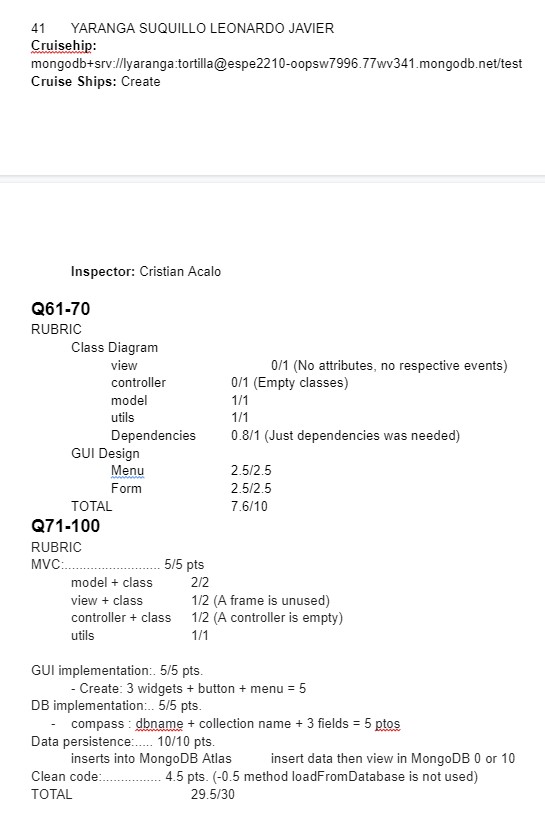 41 YARANGA SUQUILLO LEONARDO JAVIER
Cruisehip:
mongodb+srv://lyaranga:tortilla@espe2210-oopsw7996.77wv341.mongodb.net/test
Cruise Ships: Create
Inspector: Cristian Acalo
Q61-70
RUBRIC
Class Diagram
view 0/1 (No attributes, no respective events)
controller 0/1 (Empty classes)
model 1/1
utils 1/1
Dependencies 0.8/1 (Just dependencies was needed)
GUI Design
Menu 2.5/2.5
Form 2.5/2.5
TOTAL 7.6/10
Q71-100
RUBRIC
MVC:.......................... 5/5 pts
model + class 2/2
view + class 1/2 (A frame is unused)
controller + class 1/2 (A controller is empty)
utils 1/1
GUI implementation:. 5/5 pts.
- Create: 3 widgets + button + menu = 5
DB implementation:.. 5/5 pts.
- compass : dbname + collection name + 3 fields = 5 ptos
Data persistence:..... 10/10 pts.
inserts into MongoDB Atlas insert data then view in MongoDB 0 or 10
Clean code:................ 4.5 pts. (-0.5 method loadFromDatabase is not used)
TOTAL 29.5/30